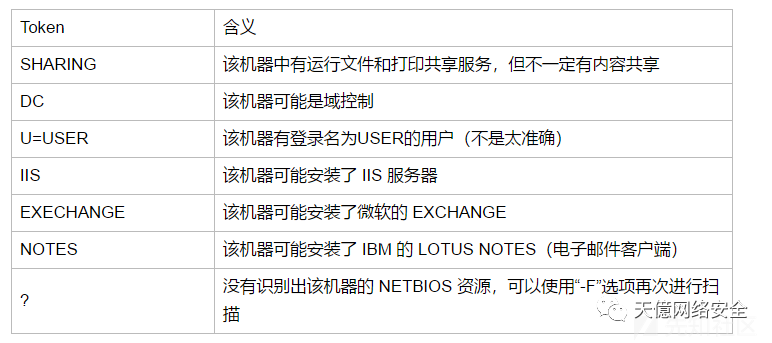 Token 含义
SHARING 该机器中有运行文件和打印共享服务，但不一定有内容共享
DC 该机器可能是域控制
U=USER 该机器有登录名为USER的用户（不是太准确）
IIS 该机器可能安装了 IIS 服务器
EXECHANGE 该机器可能安装了微软的 EXCHANGE
NOTES 该机器可能安装了 IBM 的 LOTUS NOTES（电子邮件客户端）
? 没有识别出该机器的 NETBIOS 资源，可以使用“-F”选项再次进行扫
描
天億网络安全